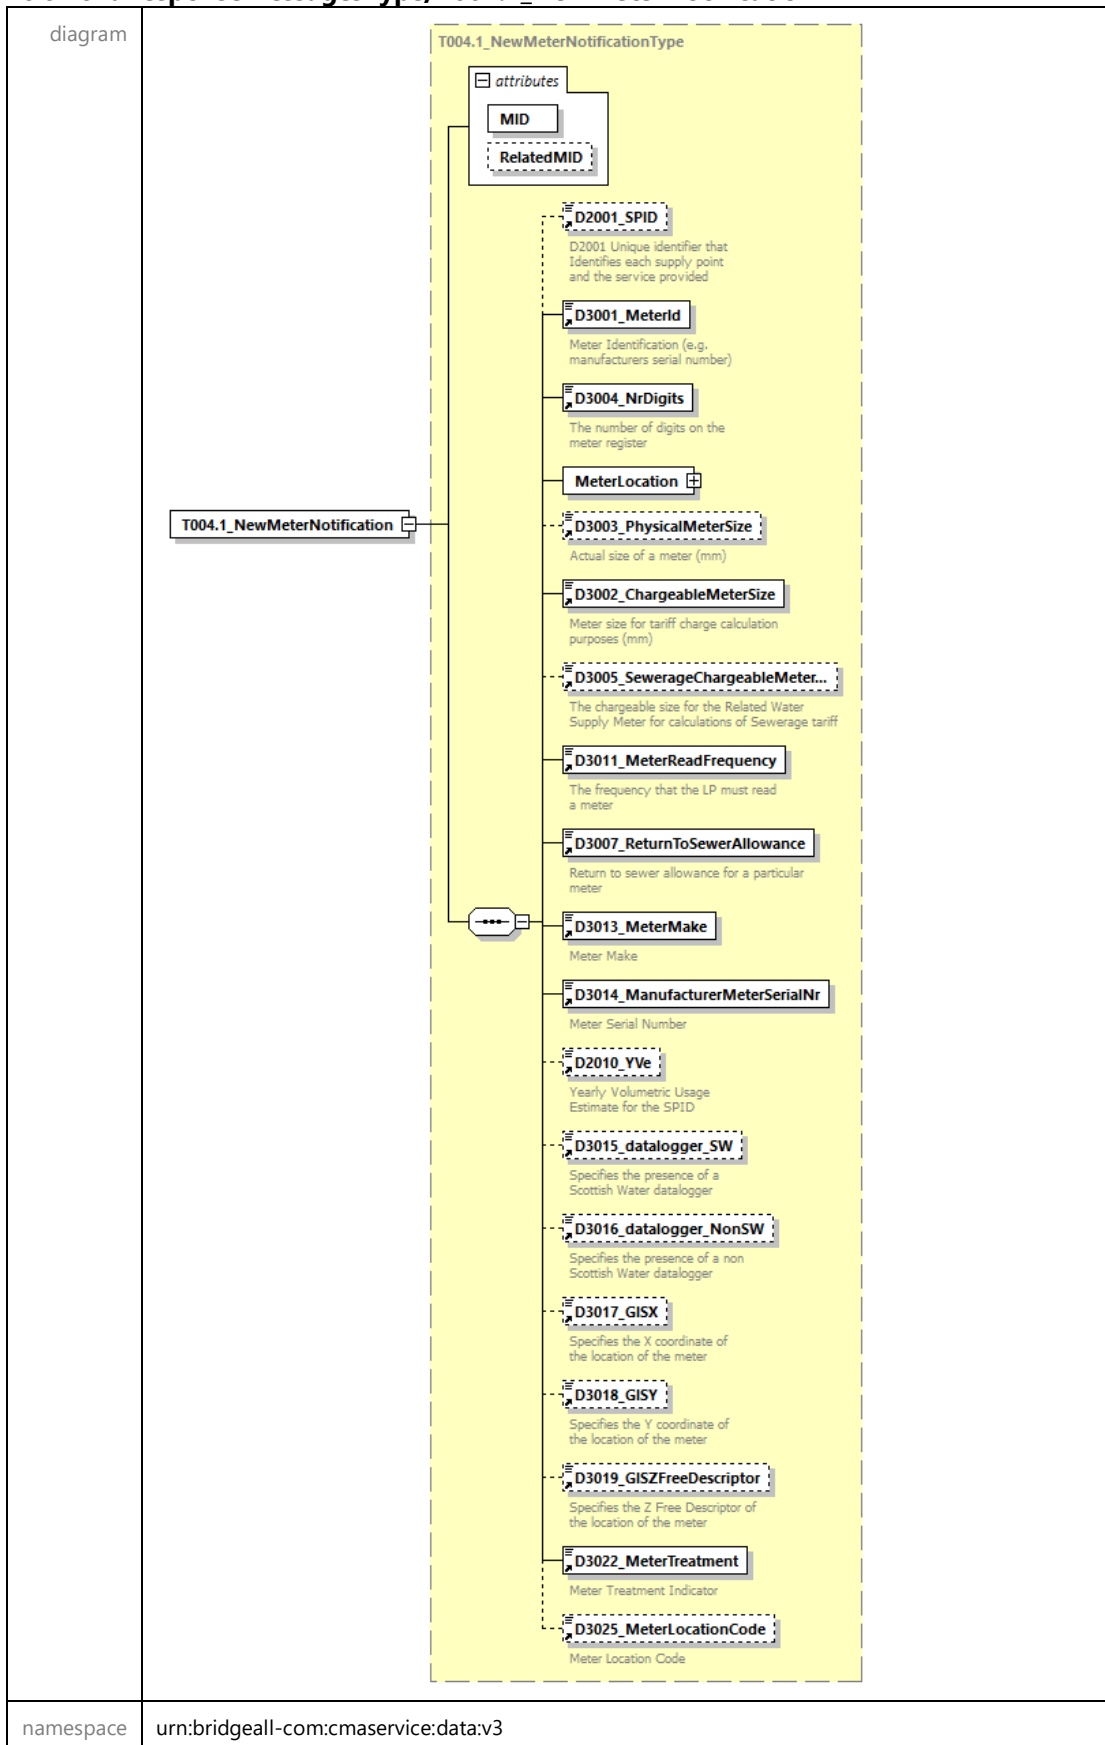 diagram
T004.1_NewMeterNotificationType
attributes
MID
RelatedMID
D2001_SPID
D2001 Unique identifier that
Identifies each supply point
and the service provided
D3001_MeterId
Meter Identification (e.g.
manufacturers serial number)
D3004_NrDigits
The number of digits on the
meter register
MeterLocation
T004.1_NewMeterNotification
D3003_PhysicalMeterSize
Actual size of a meter (mm)
D3002_ChargeableMeterSize
Meter size for tariff charge calculation
purposes (mm)
D3005_SewerageChargeableMeter...
The chargeable size for the Related Water
Supply Meter for calculations of Sewerage tariff
D3011_MeterReadFrequency
The frequency that the LP must read
a meter
D3007_ReturnToSewerAllowance
Return to sewer allowance for a particular
meter
D3013_MeterMake
Meter Make
D3014_ManufacturerMeterSerialNr
Meter Serial Number
D2010_YVe
Yearly Volumetric Usage
Estimate for the SPID
D3015_datalogger_SW
Specifies the presence of a
Scottish Water datalogger
D3016_datalogger_NonSW
Specifies the presence of a non
Scottish Water datalogger
D3017_GISX
Specifies the X coordinate of
the location of the meter
D3018_GISY
Specifies the Y coordinate of
the location of the meter
D3019_GISZFreeDescriptor
Specifies the Z Free Descriptor of
the location of the meter
D3022_MeterTreatment
Meter Treatment Indicator
D3025_MeterLocationCode
Meter Location Code
namespace
urn:bridgeall-com:cmaservice:data:v3